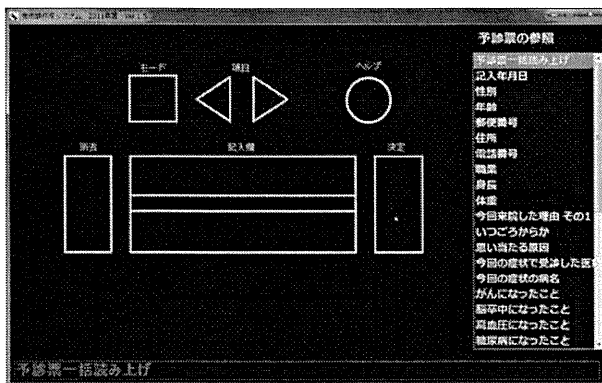 予診票の参照
モード
項目
ヘルプ
予診票一括読み上げ
記入年月日
性別
年齢
郵便番号
住所
電話番号
職業
身長
体重
今回来院した理由 その1
いつごろからか
思い当たる原因
今回の症状で受診した医
今回の症状の病名
がんになったこと
脳卒中になったこと
高血圧になったこと
糖尿病になったこと
消去
記入欄
決定
予診票一括読み上げ